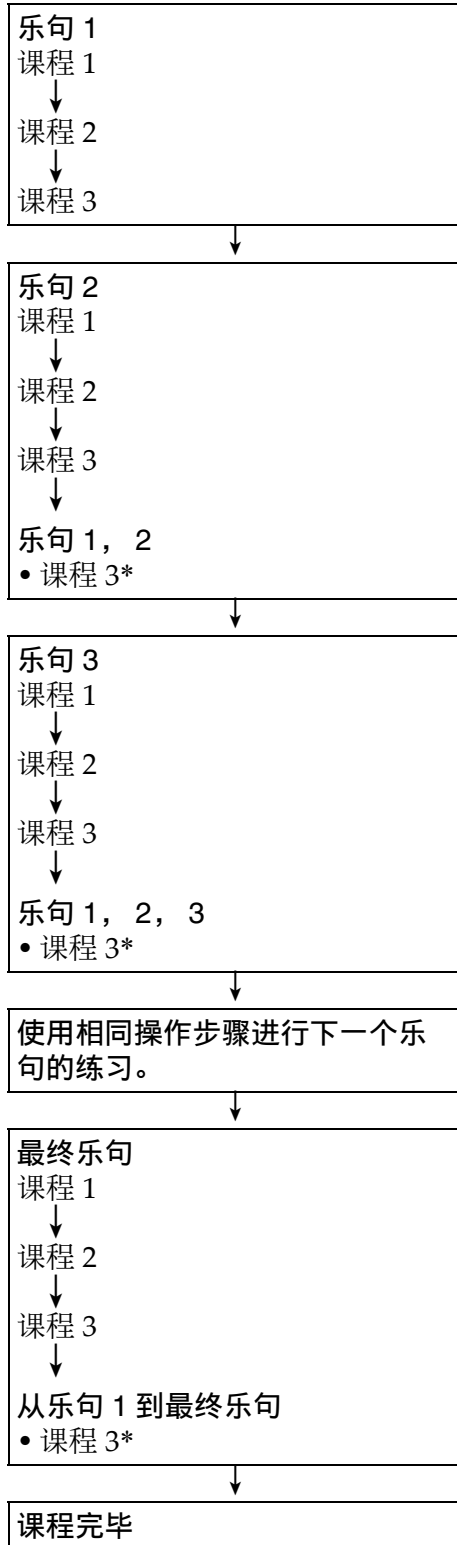 乐句 1
课程 1
课程 2
课程 3
乐句 2
课程 1
课程 2
课程 3
乐句 1， 2
• 课程 3*
乐句 3
课程 1
课程 2
课程 3
乐句 1， 2， 3
• 课程 3*
使用相同操作步骤进行下一个乐
句的练习。
最终乐句
课程 1
课程 2
课程 3
从乐句 1 到最终乐句
• 课程 3*
课程完毕